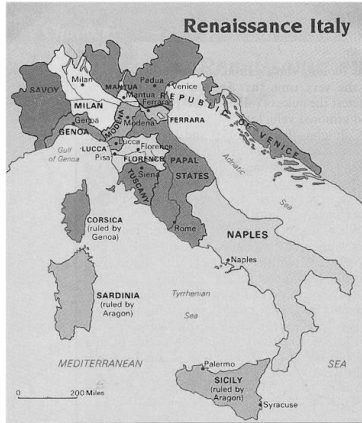 Renaissance Italy
SAVOY
Milan
MILAN
MANTUA
Mantua
Padua
Venice
REPUBLIC OF VENICE
Ferrara
FERRARA
Genoa
GENOA
MODENA
Modena
Gulf
of Genoa
LUCCA
Lucca
Pisa
Florence
FLORENCE
Siena
TUSCANY
PAPAL
STATES
Adriatic
Sea
Rome
CORSICA
(ruled by
Genoa)
NAPLES
Naples
SARDINIA
(ruled by
Aragon)
Tyrrhenian
Sea
MEDITERRANEAN
SEA
Palermo
SICILY
(ruled by
Aragon)
Syracuse
0
200 Miles